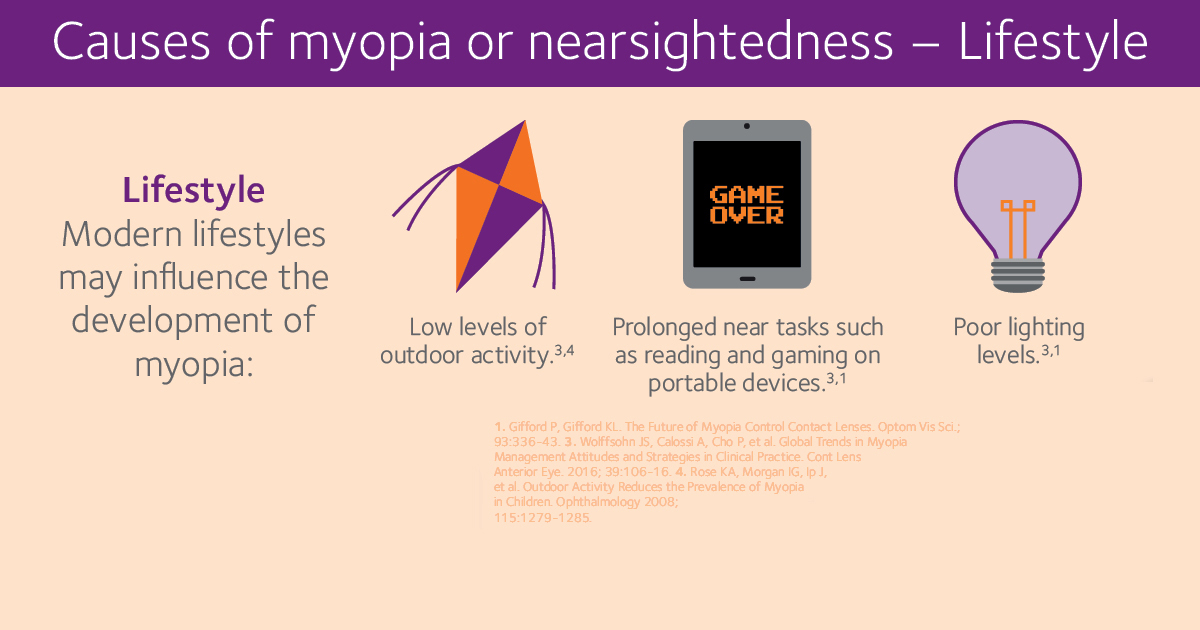 Causes of myopia or nearsightedness – Lifestyle
Lifestyle
Modern lifestyles
may influence the
development of
myopia:
Low levels of
outdoor activity.3,4
GAME
OVER
Prolonged near tasks such
as reading and gaming on
portable devices.3,1
Poor lighting
levels.3,1
1. Gifford P, Gifford KL. The Future of Myopia Control Contact Lenses. Optom Vis Sci.;
93:336–43. 3. Wolffsohn JS, Calossi A, Cho P, et al. Global Trends in Myopia
Management Attitudes and Strategies in Clinical Practice. Cont Lens
Anterior Eye. 2016; 39:106–16. 4. Rose KA, Morgan IG, Ip J,
et al. Outdoor Activity Reduces the Prevalence of Myopia
in Children. Ophthalmology 2008;
115:1279–1285.